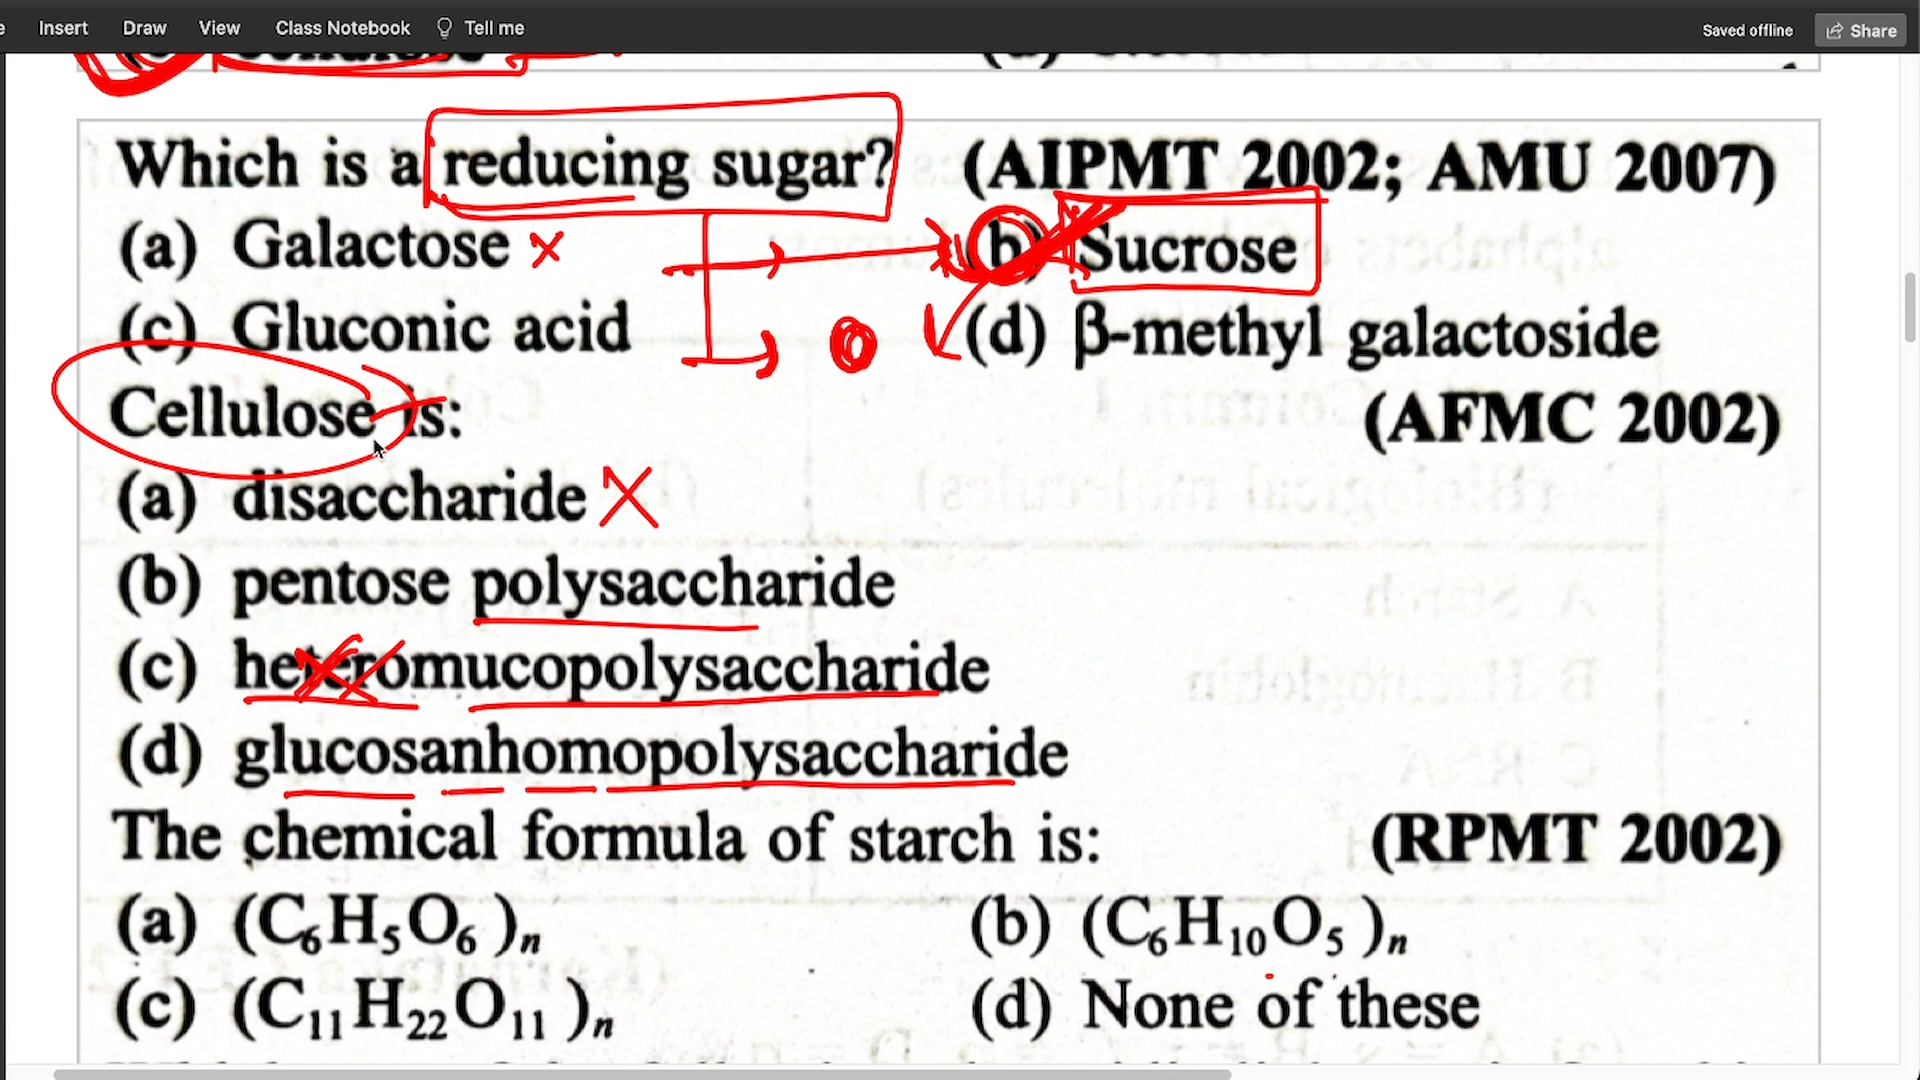 Insert Draw View Class Notebook Tell me Saved offline Share
Which is a reducing sugar? (AIPMT 2002; AMU 2007)
(a) Galactose (b) Sucrose
(c) Gluconic acid (d) β-methyl galactoside
Cellulose is: (AFMC 2002)
(a) disaccharide
(b) pentose polysaccharide
(c) heteromucopolysaccharide
(d) glucosanhomopolysaccharide
The chemical formula of starch is: (RPMT 2002)
(a) (C₆H₅O₆)ₙ (b) (C₆H₁₀O₅)ₙ
(c) (C₁₁H₂₂O₁₁)ₙ (d) None of these